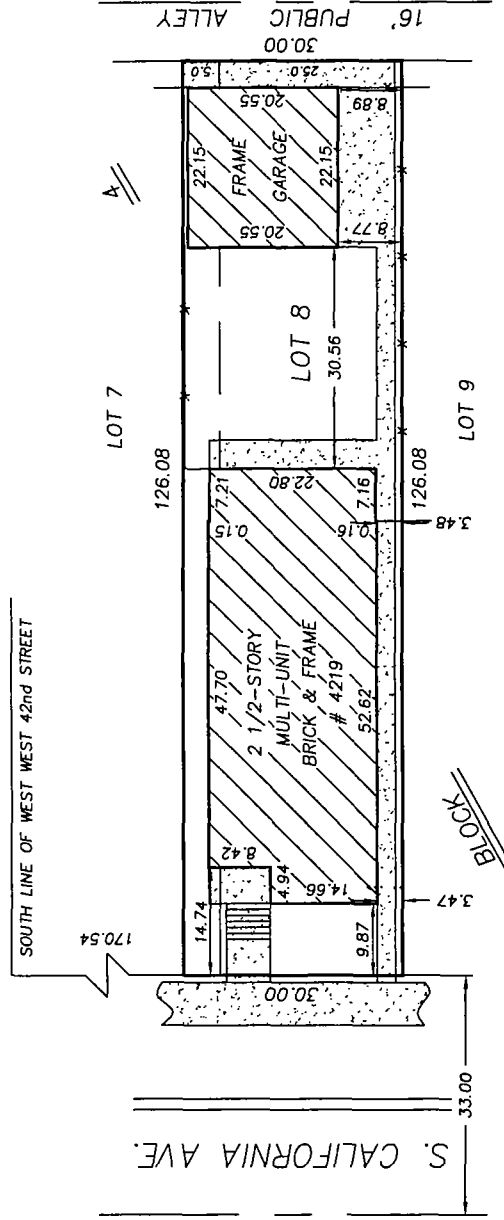 SOUTH LINE OF WEST WEST 42nd STREET
170.54
LOT 7
4
16' PUBLIC ALLEY
126.08
30.00
5.0
25.0
20.55
22.15
FRAME
GARAGE
22.15
20.55
8.89
8.77
LOT 8
30.56
22.80
7.21
7.16
0.15
0.16
47.70
2 1/2-STORY
MULTI-UNIT
BRICK & FRAME
# 4219
52.62
8.42
4.94
14.66
14.74
9.87
30.00
126.08
3.48
3.47
LOT 9
BLOCK
33.00
S. CALIFORNIA AVE.